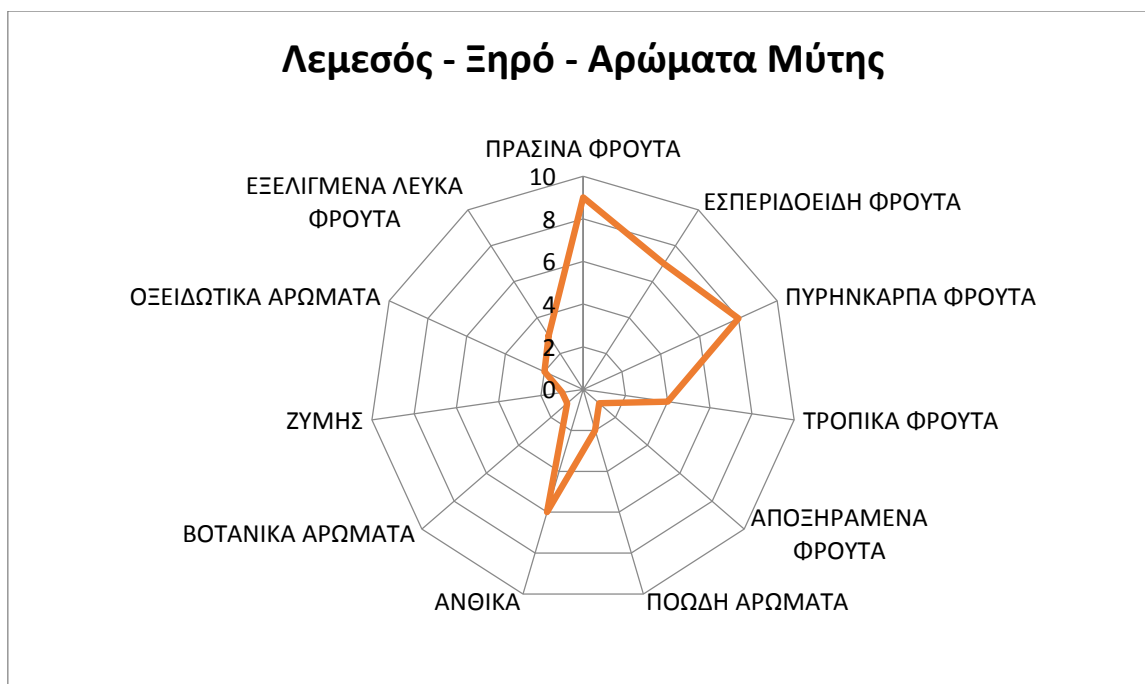 Λεμεσός - Ξηρό - Αρώματα Μύτης
ΠΡΑΣΙΝΑ ΦΡΟΥΤΑ
ΕΣΠΕΡΙΔΟΕΙΔΗ ΦΡΟΥΤΑ
ΠΥΡΗΝΚΑΡΠΑ ΦΡΟΥΤΑ
ΤΡΟΠΙΚΑ ΦΡΟΥΤΑ
ΑΠΟΞΗΡΑΜΕΝΑ
ΦΡΟΥΤΑ
ΠΟΩΔΗ ΑΡΩΜΑΤΑ
ΑΝΘΙΚΑ
ΒΟΤΑΝΙΚΑ ΑΡΩΜΑΤΑ
ΖΥΜΗΣ
ΟΞΕΙΔΩΤΙΚΑ ΑΡΩΜΑΤΑ
ΕΞΕΛΙΓΜΕΝΑ ΛΕΥΚΑ
ΦΡΟΥΤΑ
10
8
6
4
2
0